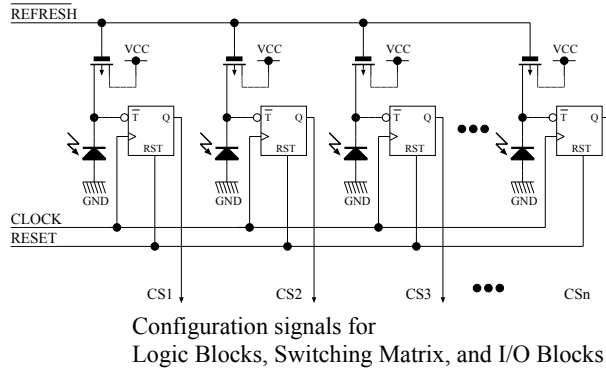 REFRESH
VCC VCC VCC VCC
T Q T Q T Q T Q
RST RST RST RST
GND GND GND GND
CLOCK
RESET
CS1 CS2 CS3 CSn
Configuration signals for
Logic Blocks, Switching Matrix, and I/O Blocks